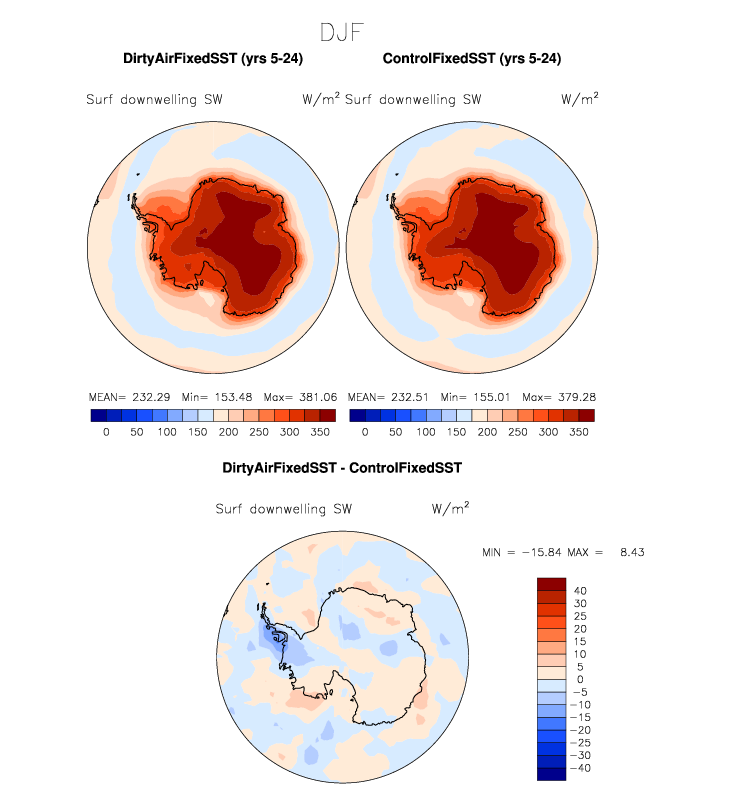 DJF
DirtyAirFixedSST (yrs 5-24) ControlFixedSST (yrs 5-24)
Surf downwelling SW W/m² Surf downwelling SW W/m²
MEAN= 232.29 Min= 153.48 Max= 381.06 MEAN= 232.51 Min= 155.01 Max= 379.28
0 50 100 150 200 250 300 350 0 50 100 150 200 250 300 350
DirtyAirFixedSST - ControlFixedSST
Surf downwelling SW W/m²
MIN = −15.84 MAX = 8.43
40
30
25
20
15
10
5
0
−5
−10
−15
−20
−25
−30
−40